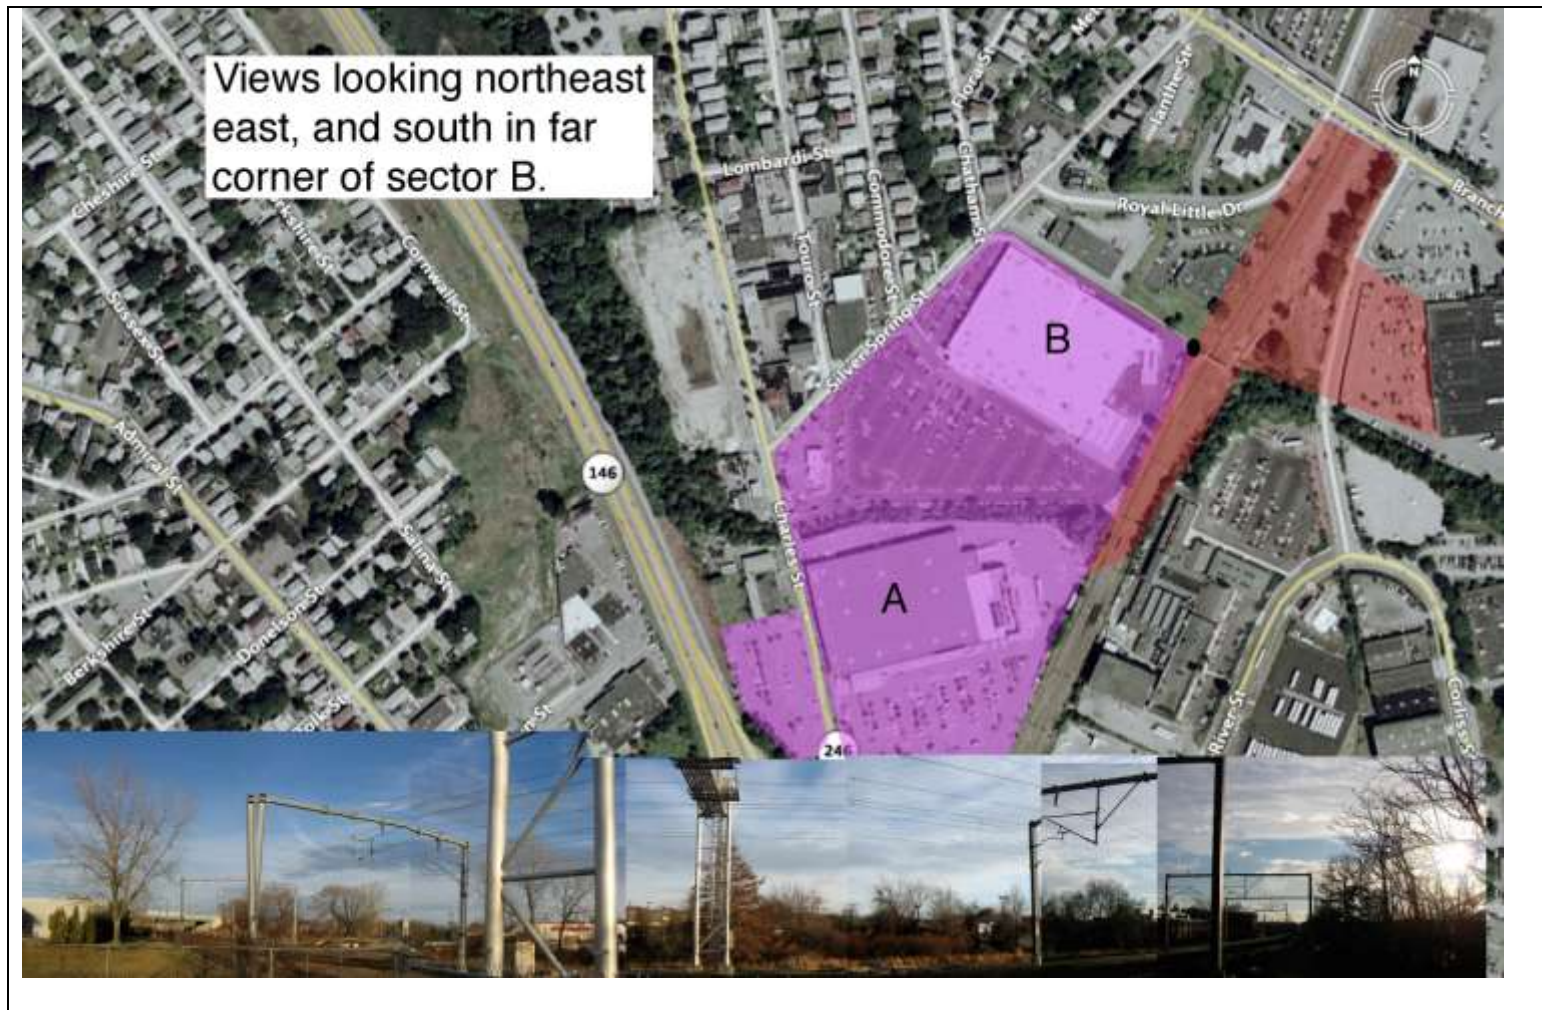 Views looking northeast
east, and south in far
corner of sector B.
Cheshire St
Cornwall St
Sussex St
Admiral St
Salina St
Donelson St
Berkshire St
146
Lombardi St
Touro St
Commodore St
Chatham St
Silver Spring St
Ianthe St
Royal Little Dr
Branch
B
A
Charles St
246
River St
Corliss St
N